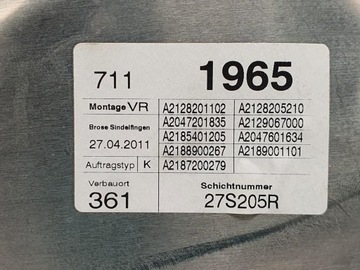 711 1965
Montage VR A2128201102 A2128205210
Brose Sindelfingen A2047201835 A2129067000
27.04.2011 A2185401205 A2047601634
A2188900267 A2189001101
Auftragstyp K A2187200279
Verbauort Schichtnummer
361 27S205R